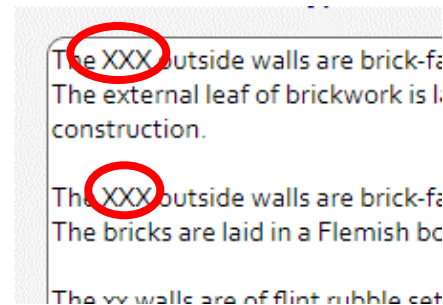 The XXX outside walls are brick-fa
The external leaf of brickwork is la
construction.
The XXX outside walls are brick-fa
The bricks are laid in a Flemish bo
The xx walls are of flint rubble set